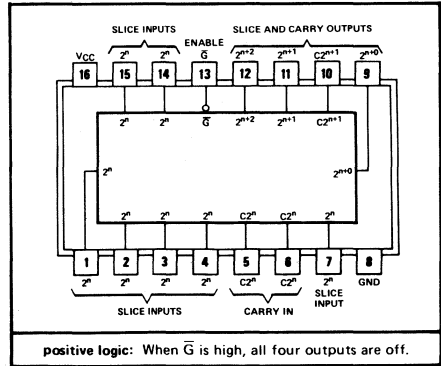 SLICE INPUTS ENABLE SLICE AND CARRY OUTPUTS
VCC 2ⁿ 2ⁿ G̅ 2ⁿ⁺² 2ⁿ⁺¹ C2ⁿ⁺¹ 2ⁿ⁺⁰
16 15 14 13 12 11 10 9
2ⁿ 2ⁿ G̅ 2ⁿ⁺² 2ⁿ⁺¹ C2ⁿ⁺¹
2ⁿ 2ⁿ⁺⁰
2ⁿ 2ⁿ 2ⁿ C2ⁿ C2ⁿ 2ⁿ
1 2 3 4 5 6 7 8
2ⁿ 2ⁿ 2ⁿ 2ⁿ C2ⁿ C2ⁿ 2ⁿ GND
SLICE INPUTS CARRY IN SLICE INPUT
positive logic: When G̅ is high, all four outputs are off.